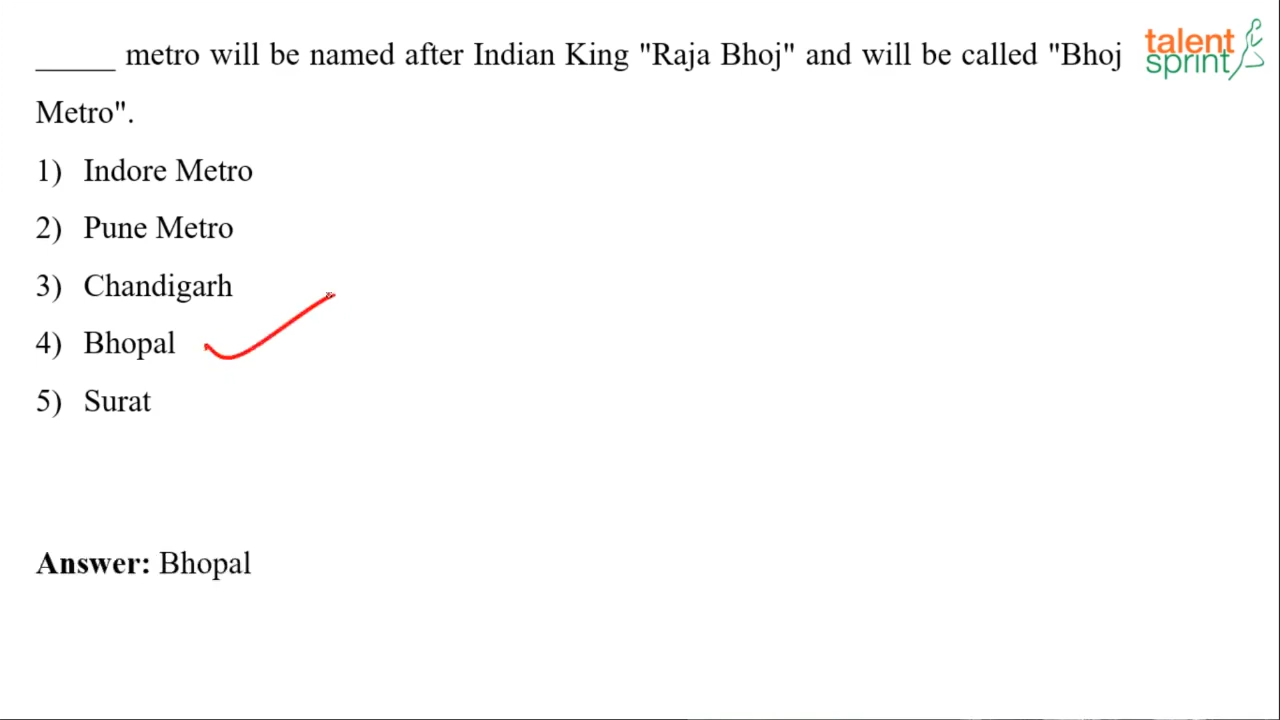 _____ metro will be named after Indian King "Raja Bhoj" and will be called "Bhoj
Metro".
1) Indore Metro
2) Pune Metro
3) Chandigarh
4) Bhopal
5) Surat
Answer: Bhopal
talent
sprint